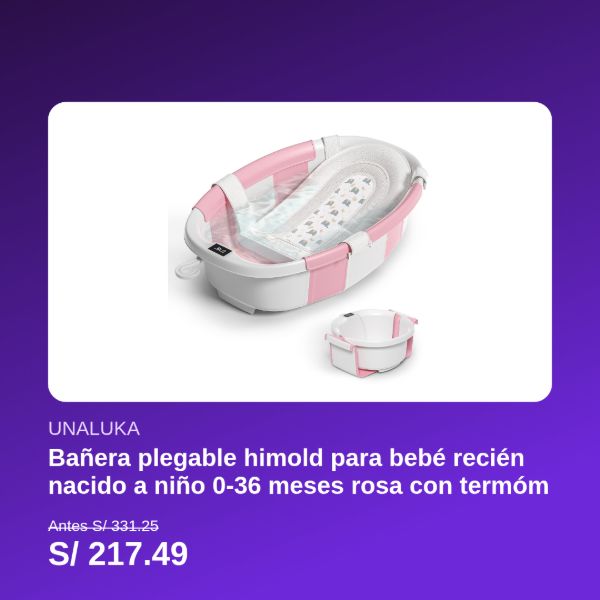 UNALUKA
Bañera plegable himold para bebé recién
nacido a niño 0-36 meses rosa con termóm
Antes S/ 331.25
S/ 217.49